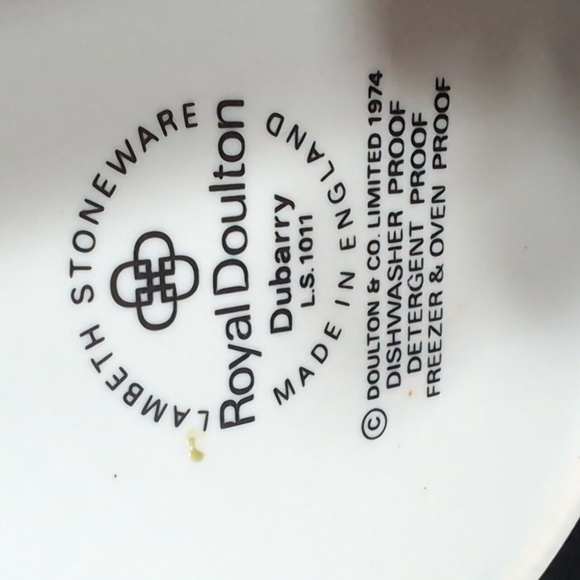 LAMBETH STONEWARE
Royal Doulton
Dubarry
L.S. 1011
MADE IN ENGLAND
© DOULTON & CO. LIMITED 1974
DISHWASHER PROOF
DETERGENT PROOF
FREEZER & OVEN PROOF